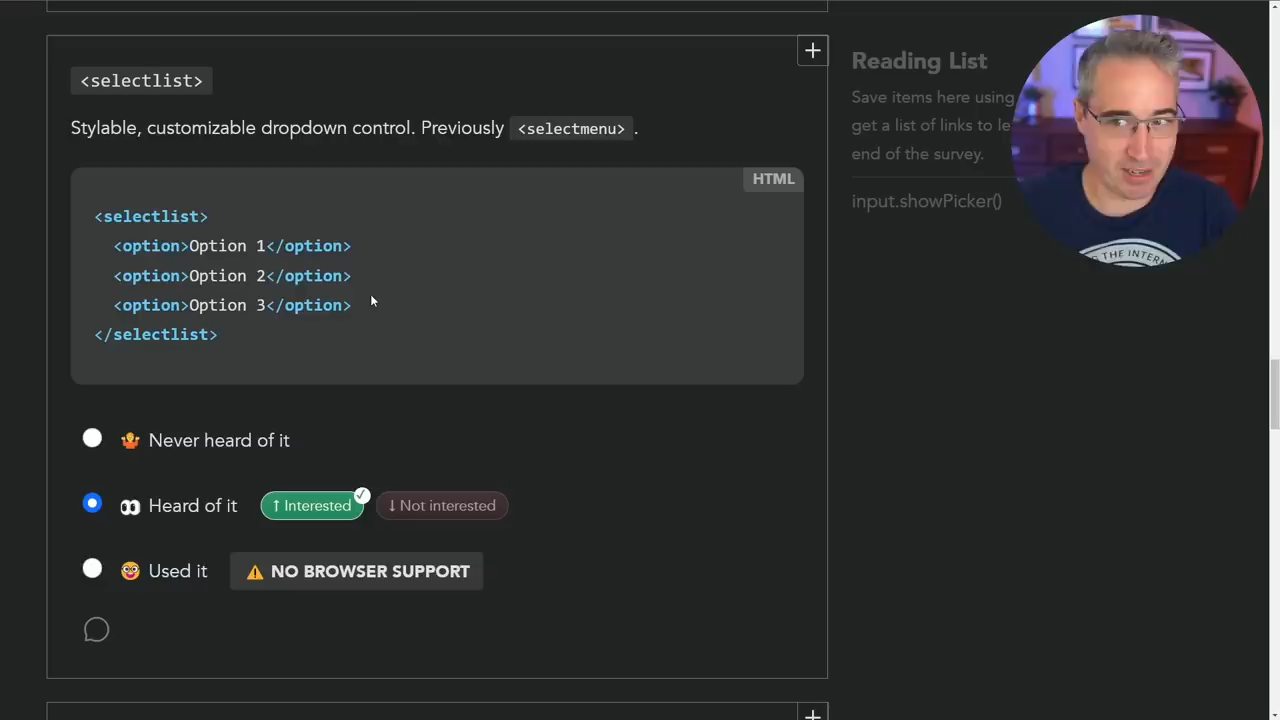 <selectlist>
Stylable, customizable dropdown control. Previously <selectmenu>.
HTML
<selectlist>
<option>Option 1</option>
<option>Option 2</option>
<option>Option 3</option>
</selectlist>
Never heard of it
Heard of it ↑ Interested ✓ ↓ Not interested
Used it ⚠ NO BROWSER SUPPORT
+
Reading List
Save items here using
get a list of links to le
end of the survey.
input.showPicker()
THE INTERN
+